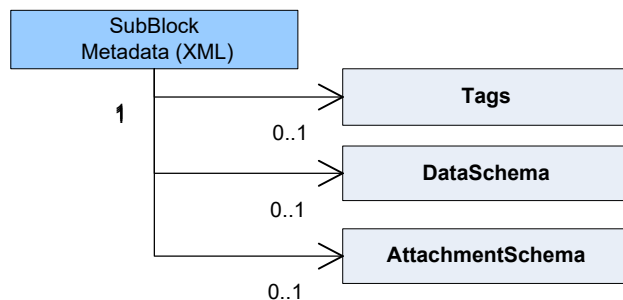 SubBlock
Metadata (XML)
1
Tags
0..1
DataSchema
0..1
AttachmentSchema
0..1